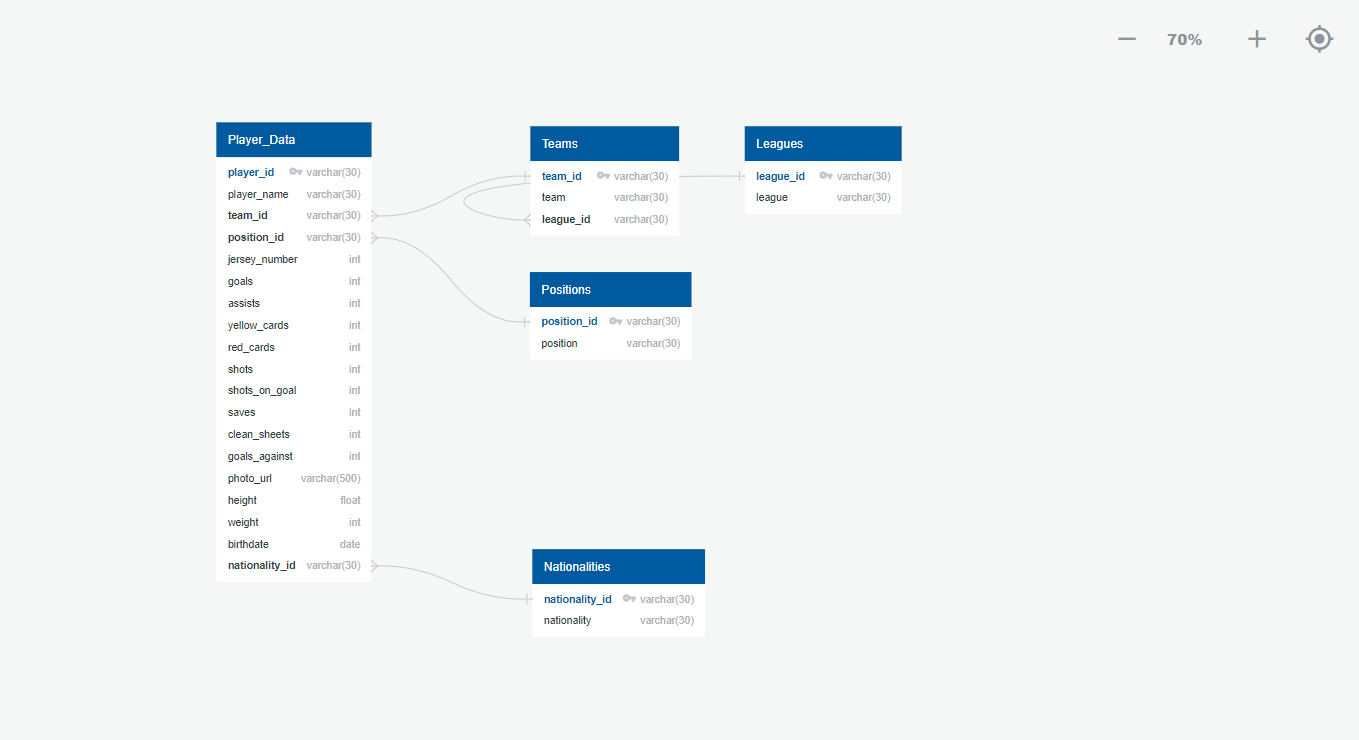 70%
Player_Data
player_id varchar(30)
player_name varchar(30)
team_id varchar(30)
position_id varchar(30)
jersey_number int
goals int
assists int
yellow_cards int
red_cards int
shots int
shots_on_goal int
saves int
clean_sheets int
goals_against int
photo_url varchar(500)
height float
weight int
birthdate date
nationality_id varchar(30)
Teams
team_id varchar(30)
team varchar(30)
league_id varchar(30)
Leagues
league_id varchar(30)
league varchar(30)
Positions
position_id varchar(30)
position varchar(30)
Nationalities
nationality_id varchar(30)
nationality varchar(30)